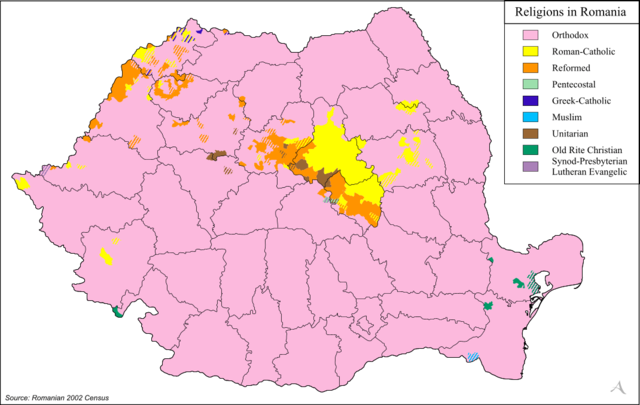 Religions in Romania
Orthodox
Roman-Catholic
Reformed
Pentecostal
Greek-Catholic
Muslim
Unitarian
Old Rite Christian
Synod-Presbyterian
Lutheran Evangelic
Source: Romanian 2002 Census